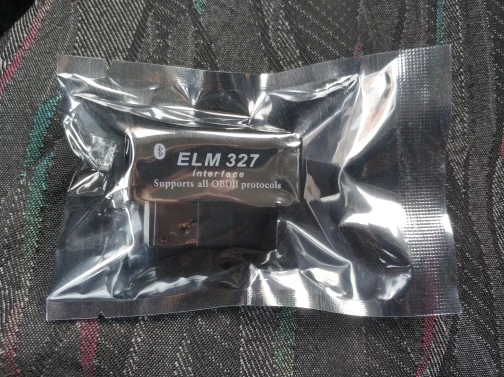 ELM 327
Interface
Supports all OBDII protocols